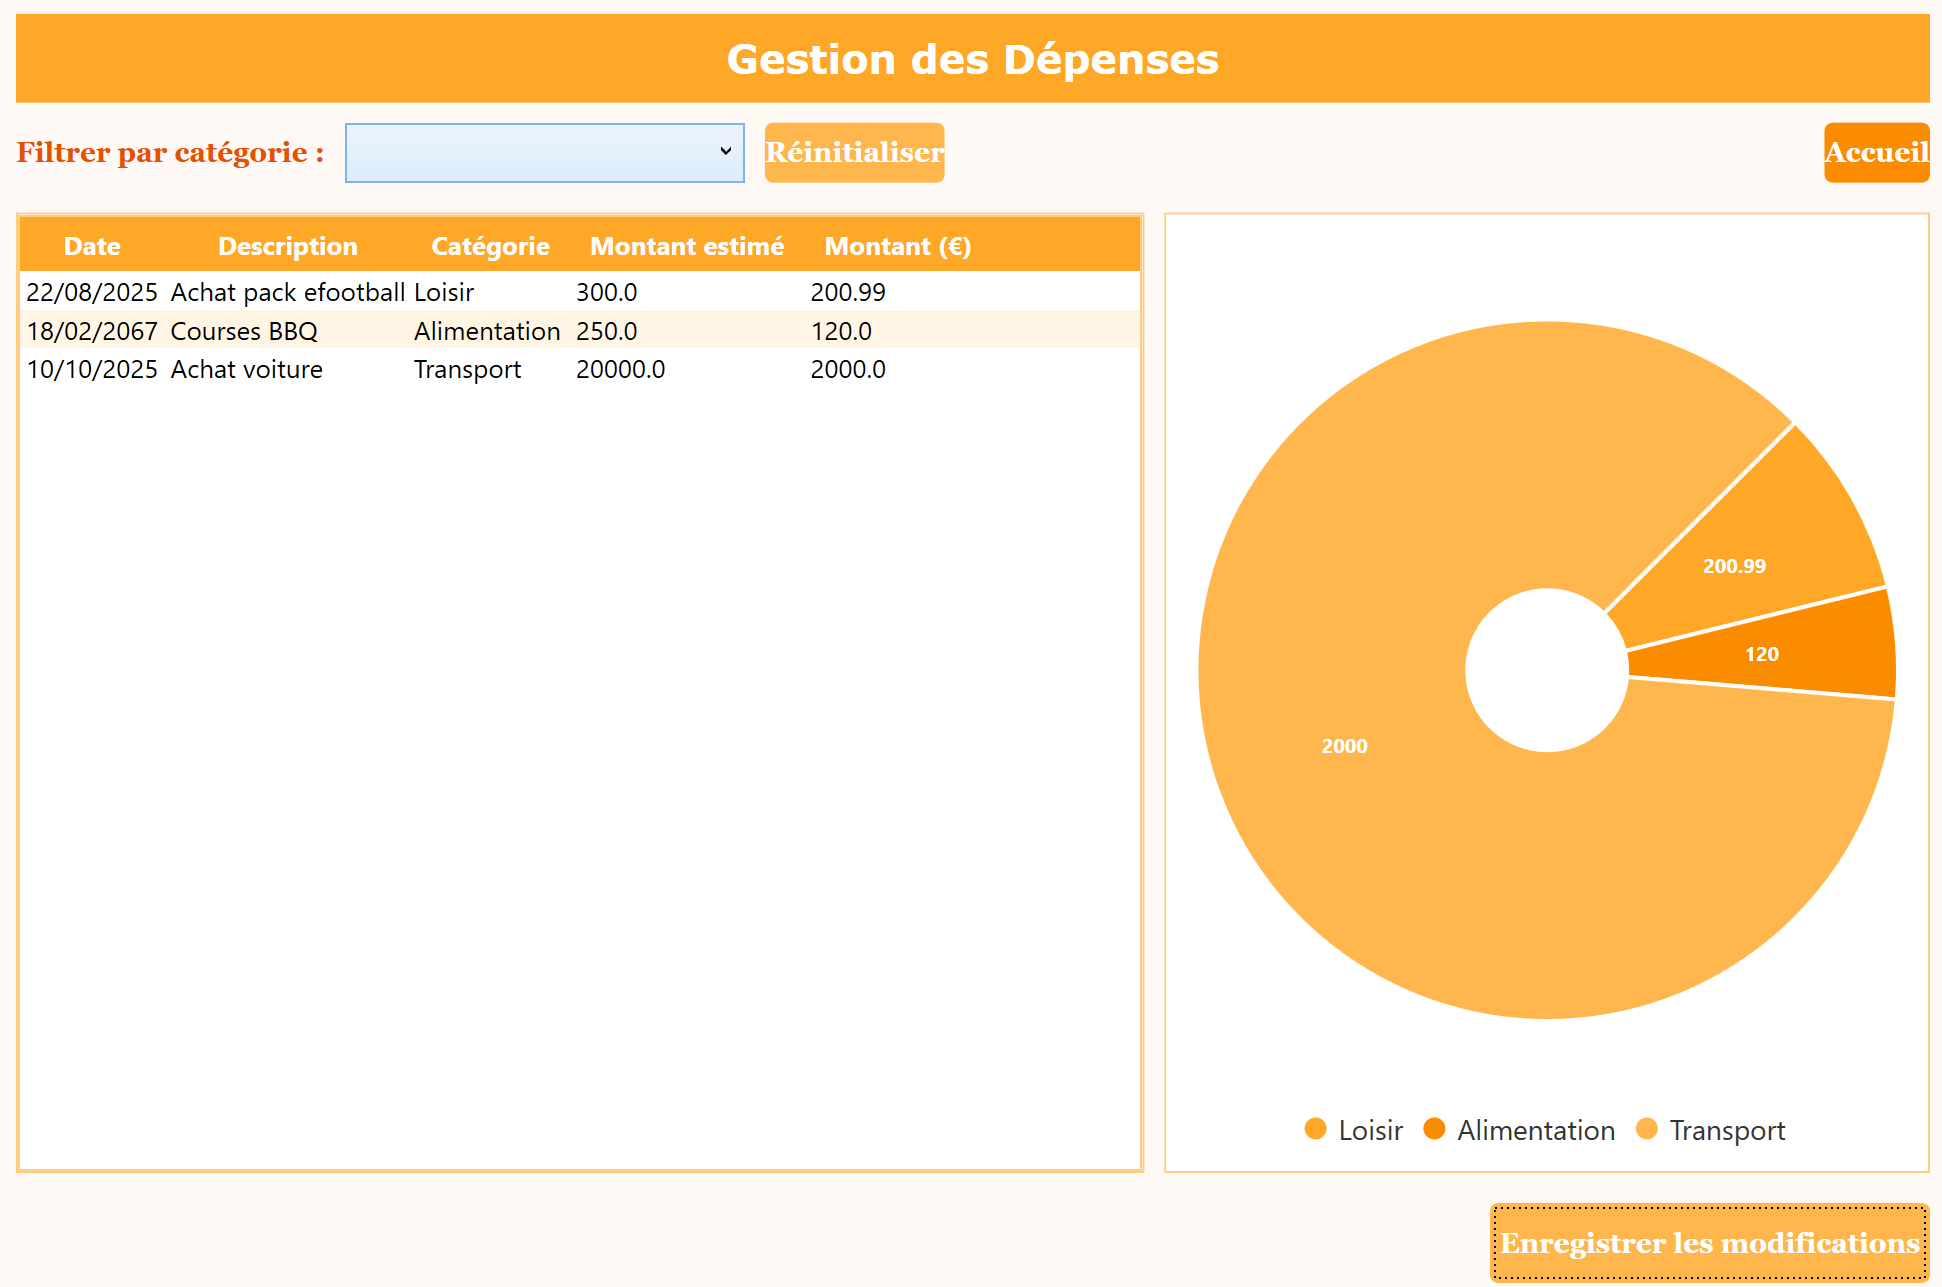 Gestion des Dépenses
Filtrer par catégorie :
Réinitialiser
Accueil
Date Description Catégorie Montant estimé Montant (€)
22/08/2025 Achat pack efootball Loisir 300.0 200.99
18/02/2067 Courses BBQ Alimentation 250.0 120.0
10/10/2025 Achat voiture Transport 20000.0 2000.0
200.99
120
2000
Loisir Alimentation Transport
Enregistrer les modifications